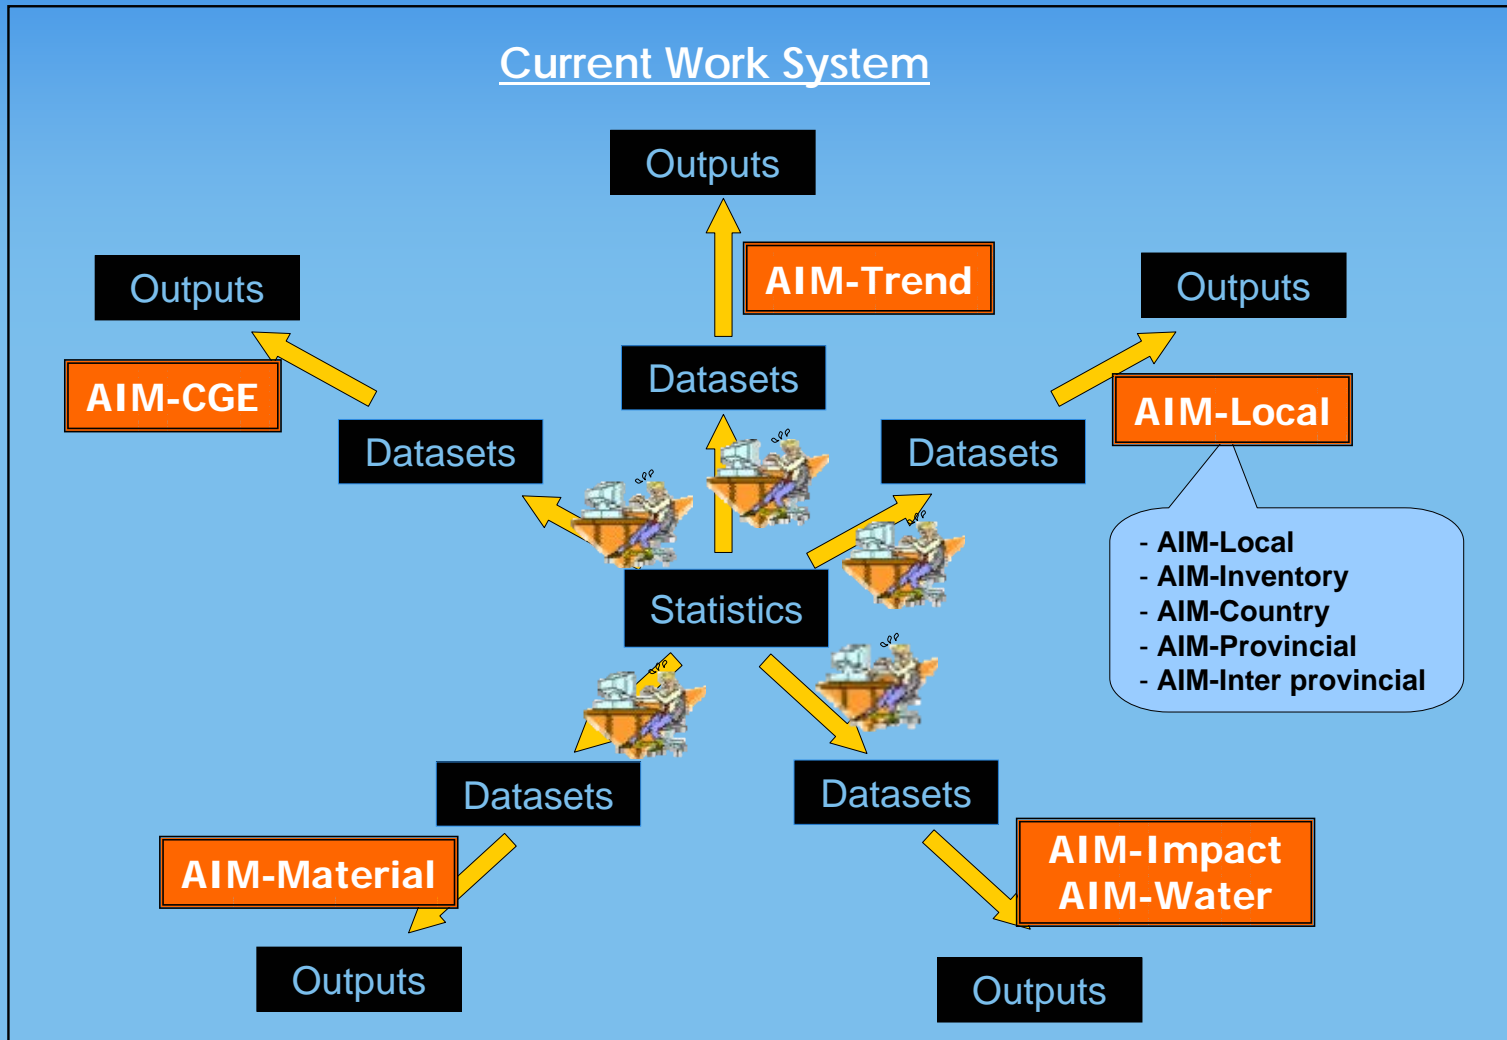 Current Work System
Outputs
AIM-Trend
Outputs
Outputs
AIM-CGE
Datasets
AIM-Local
Datasets
Datasets
- AIM-Local
- AIM-Inventory
- AIM-Country
- AIM-Provincial
- AIM-Inter provincial
Statistics
Datasets
Datasets
AIM-Material
AIM-Impact
AIM-Water
Outputs
Outputs